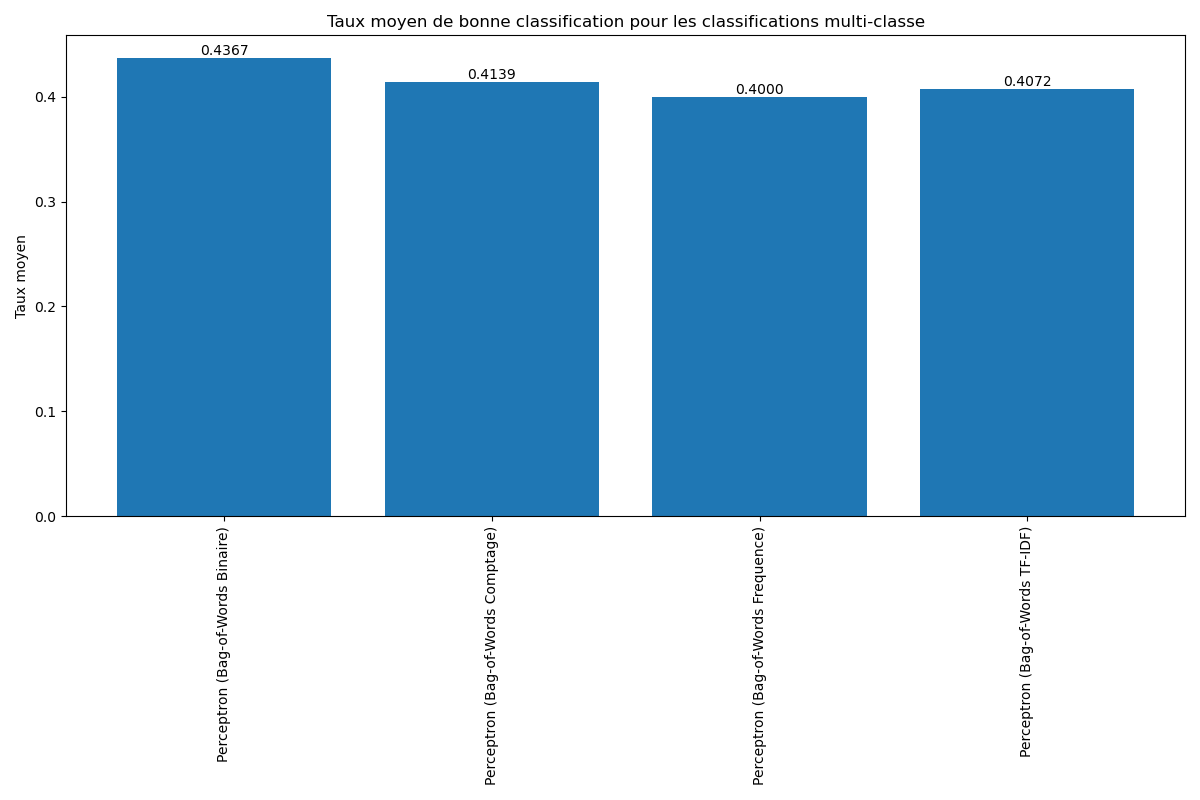 Taux moyen de bonne classification pour les classifications multi-classe
0.4367
0.4139
0.4000
0.4072
0.4
0.3
0.2
0.1
0.0
Taux moyen
Perceptron (Bag-of-Words Binaire)
Perceptron (Bag-of-Words Comptage)
Perceptron (Bag-of-Words Frequence)
Perceptron (Bag-of-Words TF-IDF)